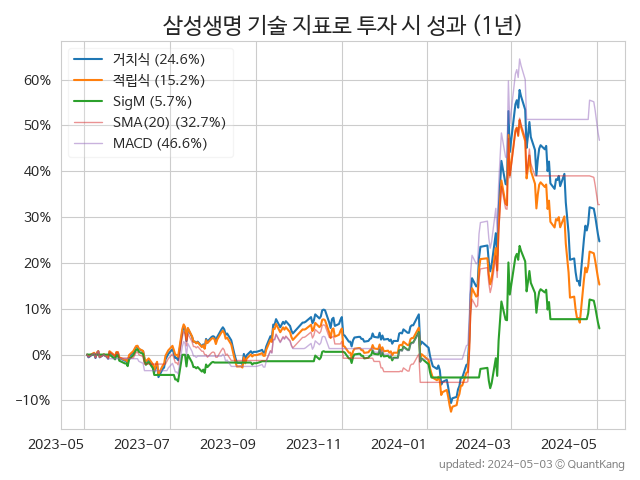 삼성생명 기술 지표로 투자 시 성과 (1년)
거치식 (24.6%)
적립식 (15.2%)
SigM (5.7%)
SMA(20) (32.7%)
MACD (46.6%)
60%
50%
40%
30%
20%
10%
0%
−10%
2023-05 2023-07 2023-09 2023-11 2024-01 2024-03 2024-05
updated: 2024-05-03 ⓒ QuantKang